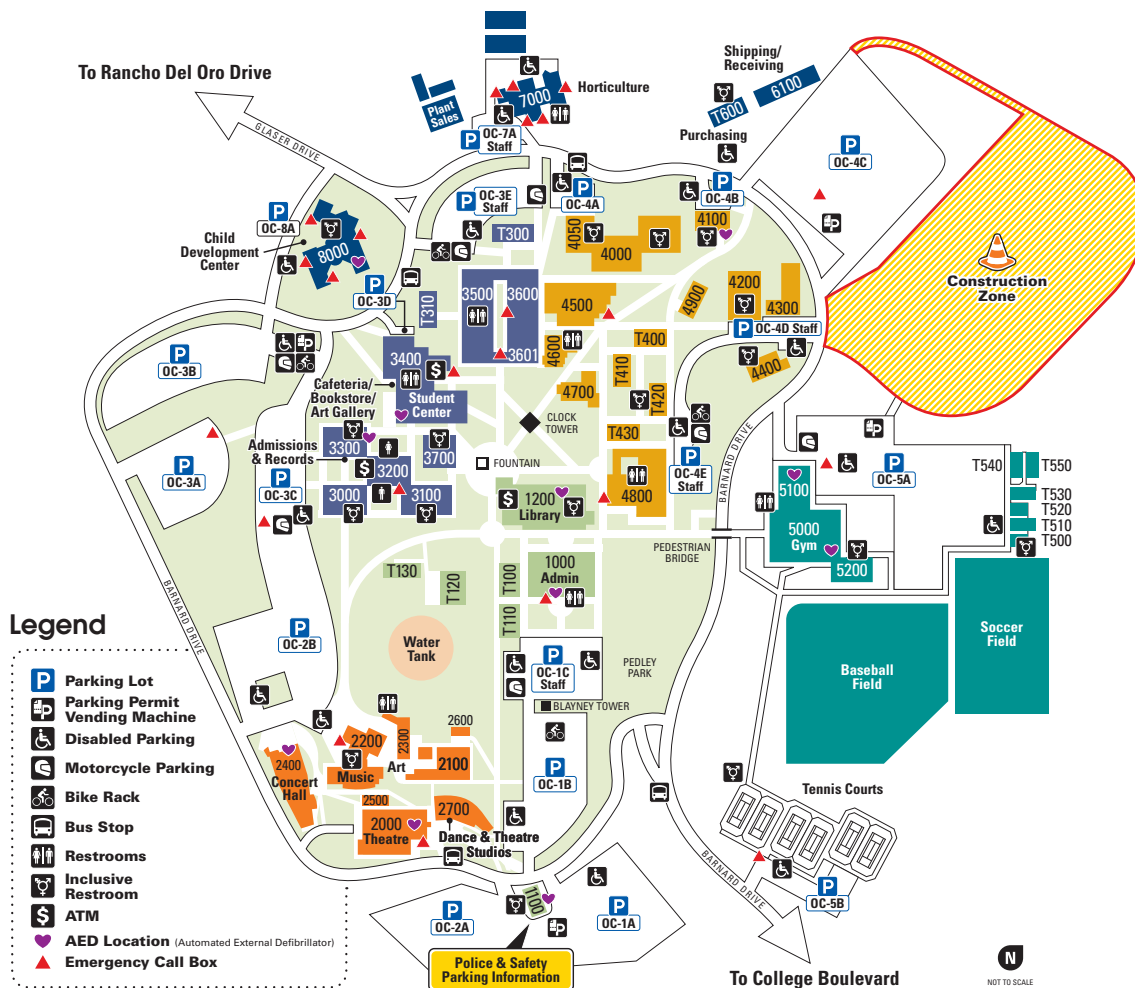 Shipping/
Receiving
To Rancho Del Oro Drive
Horticulture
7000
Plant
Sales
6100
T600
OC-7A
Staff
Purchasing
GLASER DRIVE
P
OC-4C
P
OC-3E
Staff
P
OC-4A
P
OC-4B
P
P
OC-8A
Child
Development
Center
8000
T300
4050
4000
4100
P
OC-3D
T310
3500
3600
3601
4500
4900
4200
4300
Construction
Zone
P
OC-4D Staff
P
OC-3B
3400
$
4600
T400
T410
4400
Cafeteria/
Bookstore/
Art Gallery
Student
Center
4700
T420
CLOCK
TOWER
T430
Admissions
& Records
3300
3200
3700
FOUNTAIN
P
OC-4E
Staff
BARNARD DRIVE
P
OC-3A
P
OC-3C
$
3000
3100
$
1200
Library
4800
5100
P
OC-5A
T540
T550
T530
T520
T510
T500
5000
Gym
5200
PEDESTRIAN
BRIDGE
T130
T120
T100
T110
1000
Admin
BARNARD DRIVE
Soccer
Field
Baseball
Field
Water
Tank
P
OC-2B
P
OC-1C
Staff
PEDLEY
PARK
BLAYNEY TOWER
2600
2200
2300
2100
Music
Art
2400
Concert
Hall
P
OC-1B
2500
2700
2000
Theatre
Dance & Theatre
Studios
Tennis Courts
BARNARD DRIVE
P
OC-5B
1100
P
OC-2A
P
OC-1A
Police & Safety
Parking Information
To College Boulevard
N
NOT TO SCALE
Legend
P Parking Lot
P Parking Permit
Vending Machine
Disabled Parking
Motorcycle Parking
Bike Rack
Bus Stop
Restrooms
Inclusive
Restroom
$ ATM
AED Location (Automated External Defibrillator)
Emergency Call Box